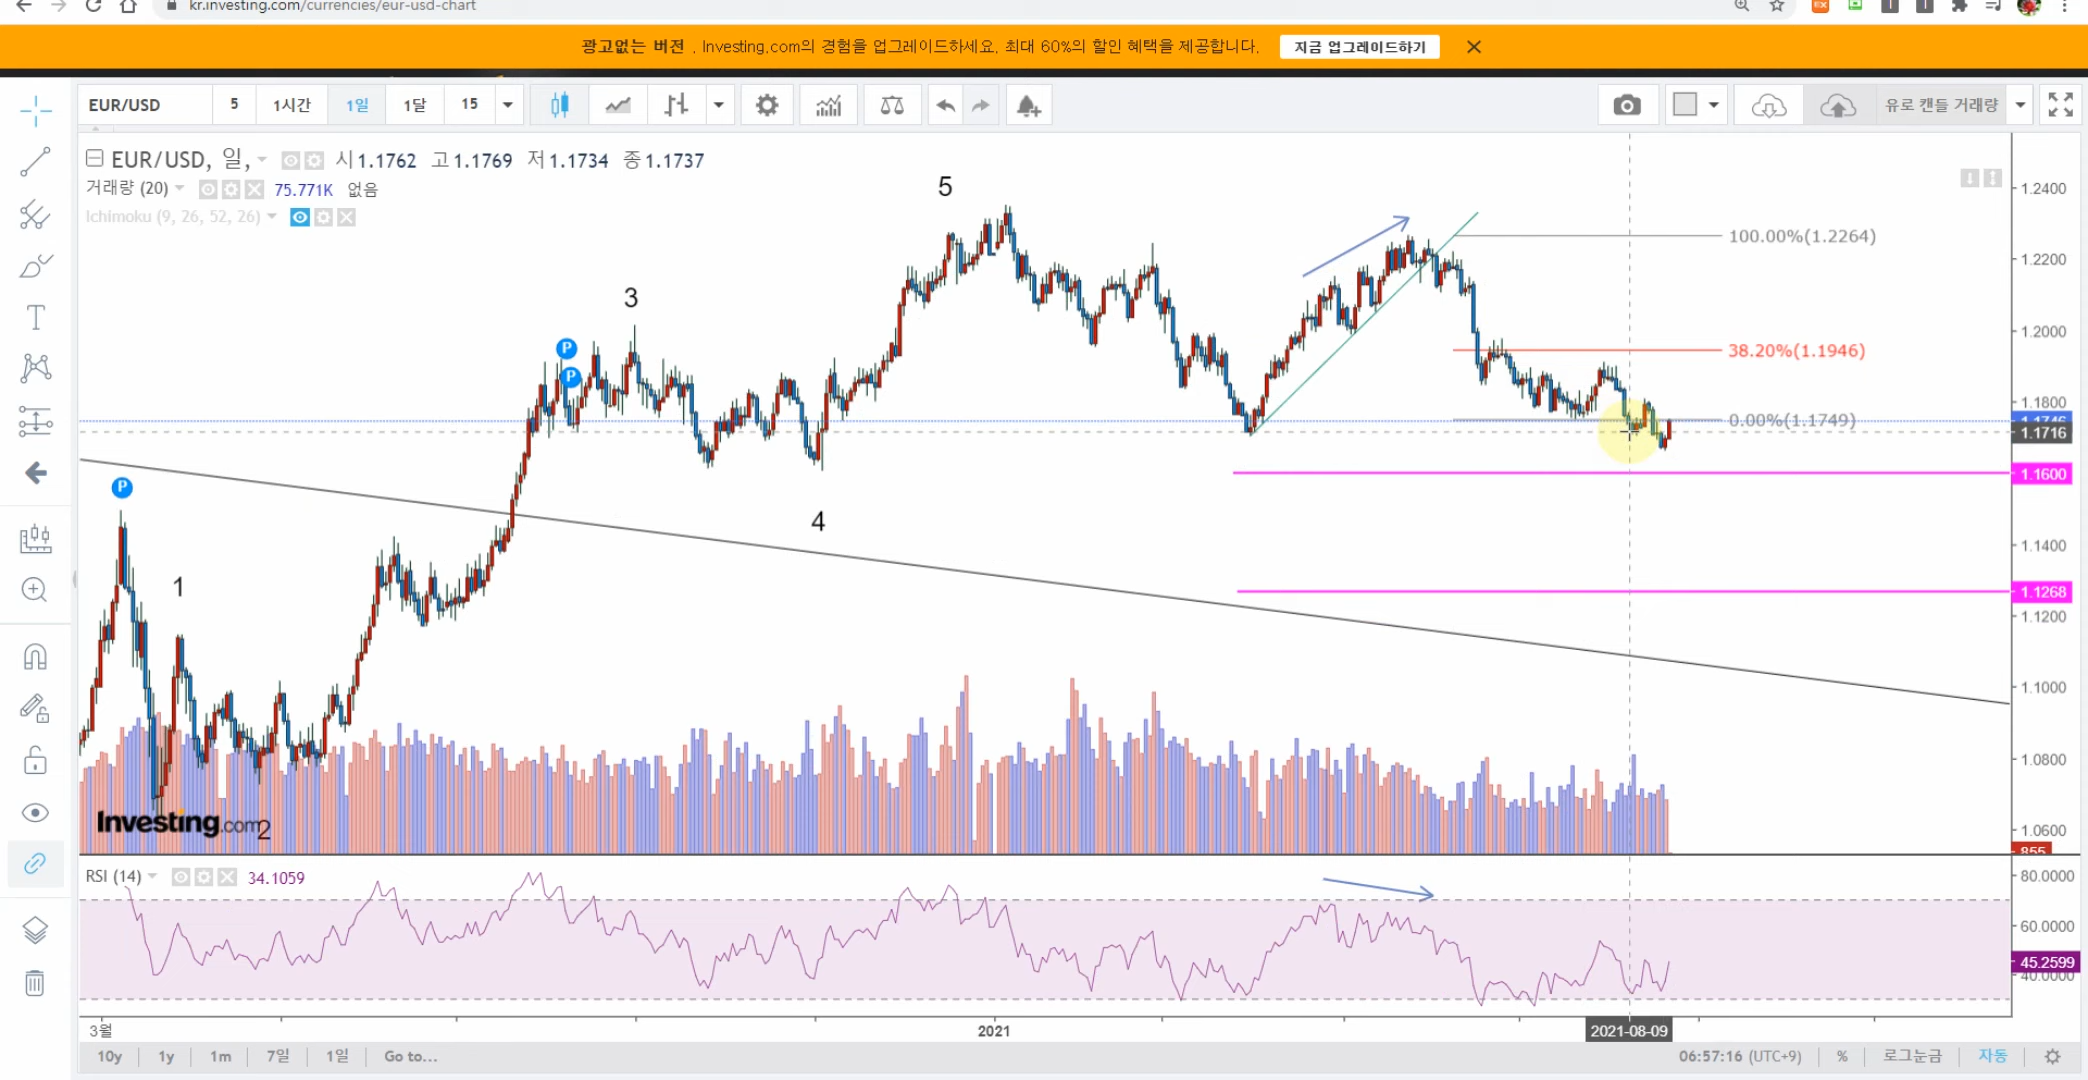 kr.investing.com/currencies/eur-usd-chart
광고없는 버전 . Investing.com의 경험을 업그레이드하세요. 최대 60%의 할인 혜택을 제공합니다. 지금 업그레이드하기
EUR/USD 5 1시간 1일 1달 15 유로 캔들 거래량
EUR/USD, 일, 시1.1762 고1.1769 저1.1734 종1.1737
거래량 (20) 75.771K 없음
Ichimoku (9, 26, 52, 26)
5
3
P
P
P
4
1
2
100.00%(1.2264)
38.20%(1.1946)
0.00%(1.1749)
1.2400
1.2200
1.2000
1.1800
1.1746
1.1716
1.1600
1.1400
1.1268
1.1200
1.1000
1.0800
1.0600
855
Investing.com
RSI (14) 34.1059
80.0000
60.0000
45.2599
40.0000
3월 2021 2021-08-09
10y 1y 1m 7일 1일 Go to... 06:57:16 (UTC+9) % 로그눈금 자동